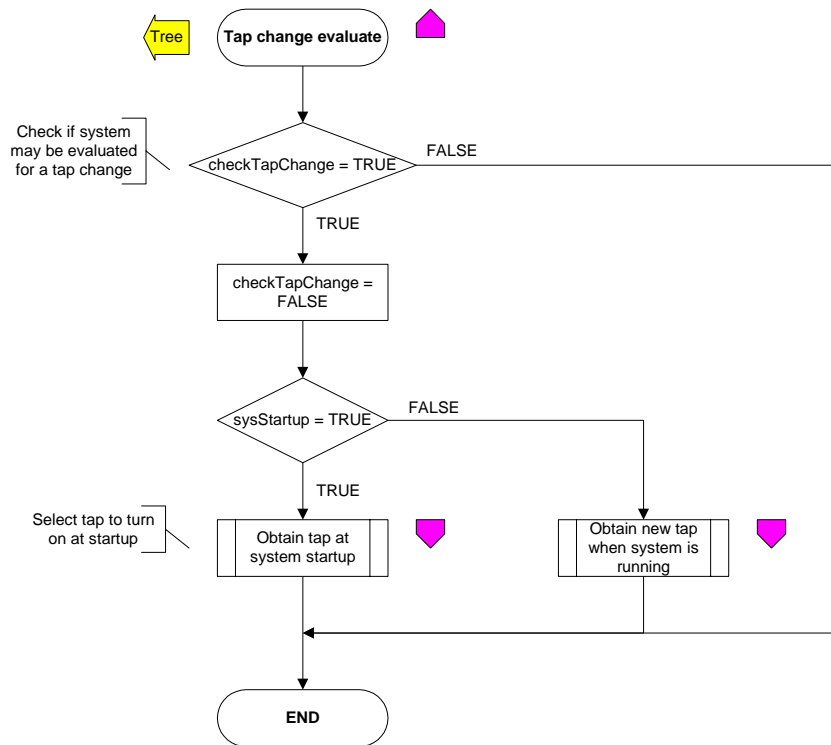 Tree
Tap change evaluate
Check if system
may be evaluated
for a tap change
checkTapChange = TRUE
FALSE
TRUE
checkTapChange =
FALSE
sysStartup = TRUE
FALSE
TRUE
Select tap to turn
on at startup
Obtain tap at
system startup
Obtain new tap
when system is
running
END